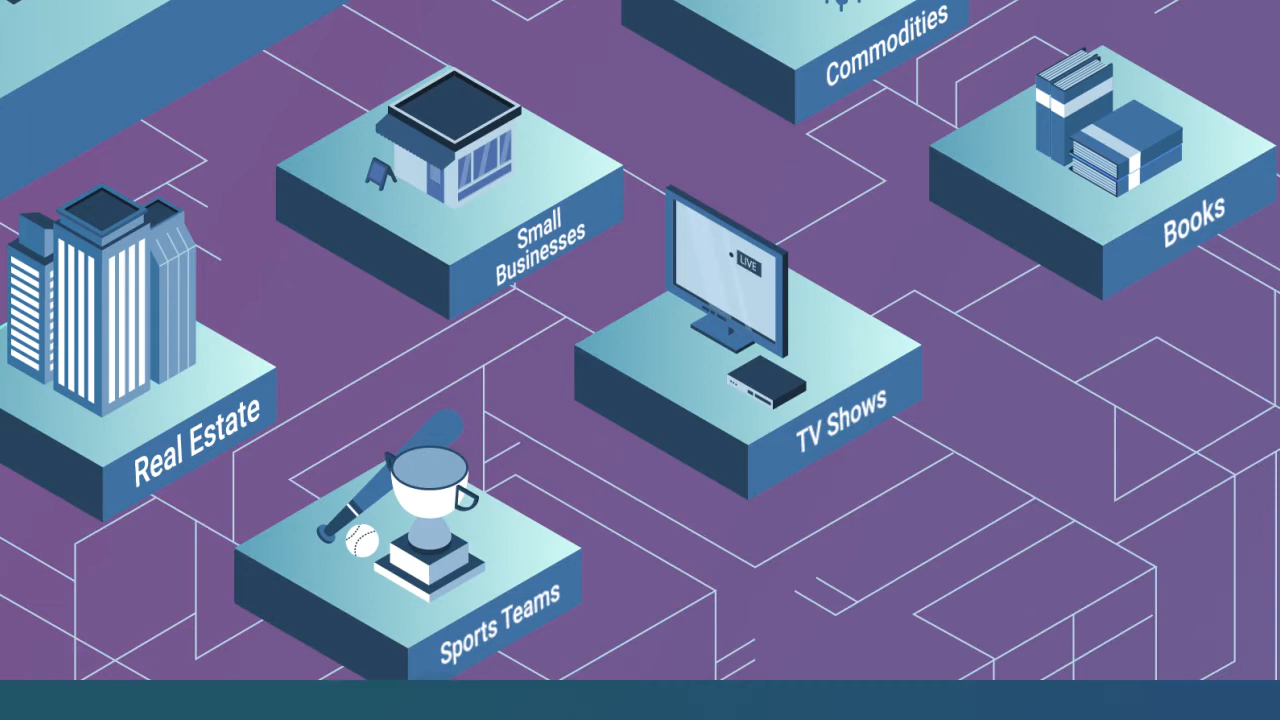 Commodities
Small
Businesses
Books
LIVE
TV Shows
Real Estate
Sports Teams